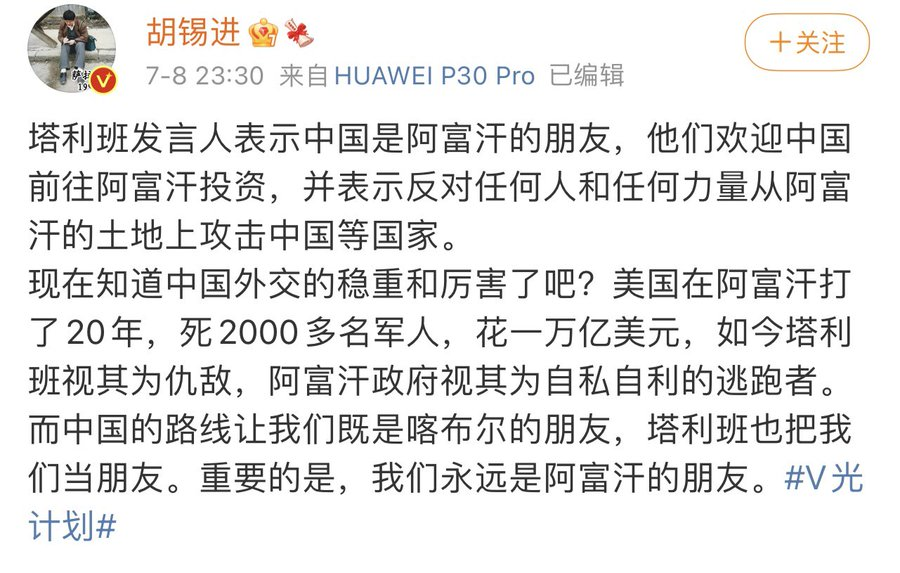 胡锡进
+关注
7-8 23:30 来自 HUAWEI P30 Pro 已编辑
塔利班发言人表示中国是阿富汗的朋友，他们欢迎中国
前往阿富汗投资，并表示反对任何人和任何力量从阿富
汗的土地上攻击中国等国家。
现在知道中国外交的稳重和厉害了吧？美国在阿富汗打
了20年，死2000多名军人，花一万亿美元，如今塔利
班视其为仇敌，阿富汗政府视其为自私自利的逃跑者。
而中国的路线让我们既是喀布尔的朋友，塔利班也把我
们当朋友。重要的是，我们永远是阿富汗的朋友。#V光
计划#